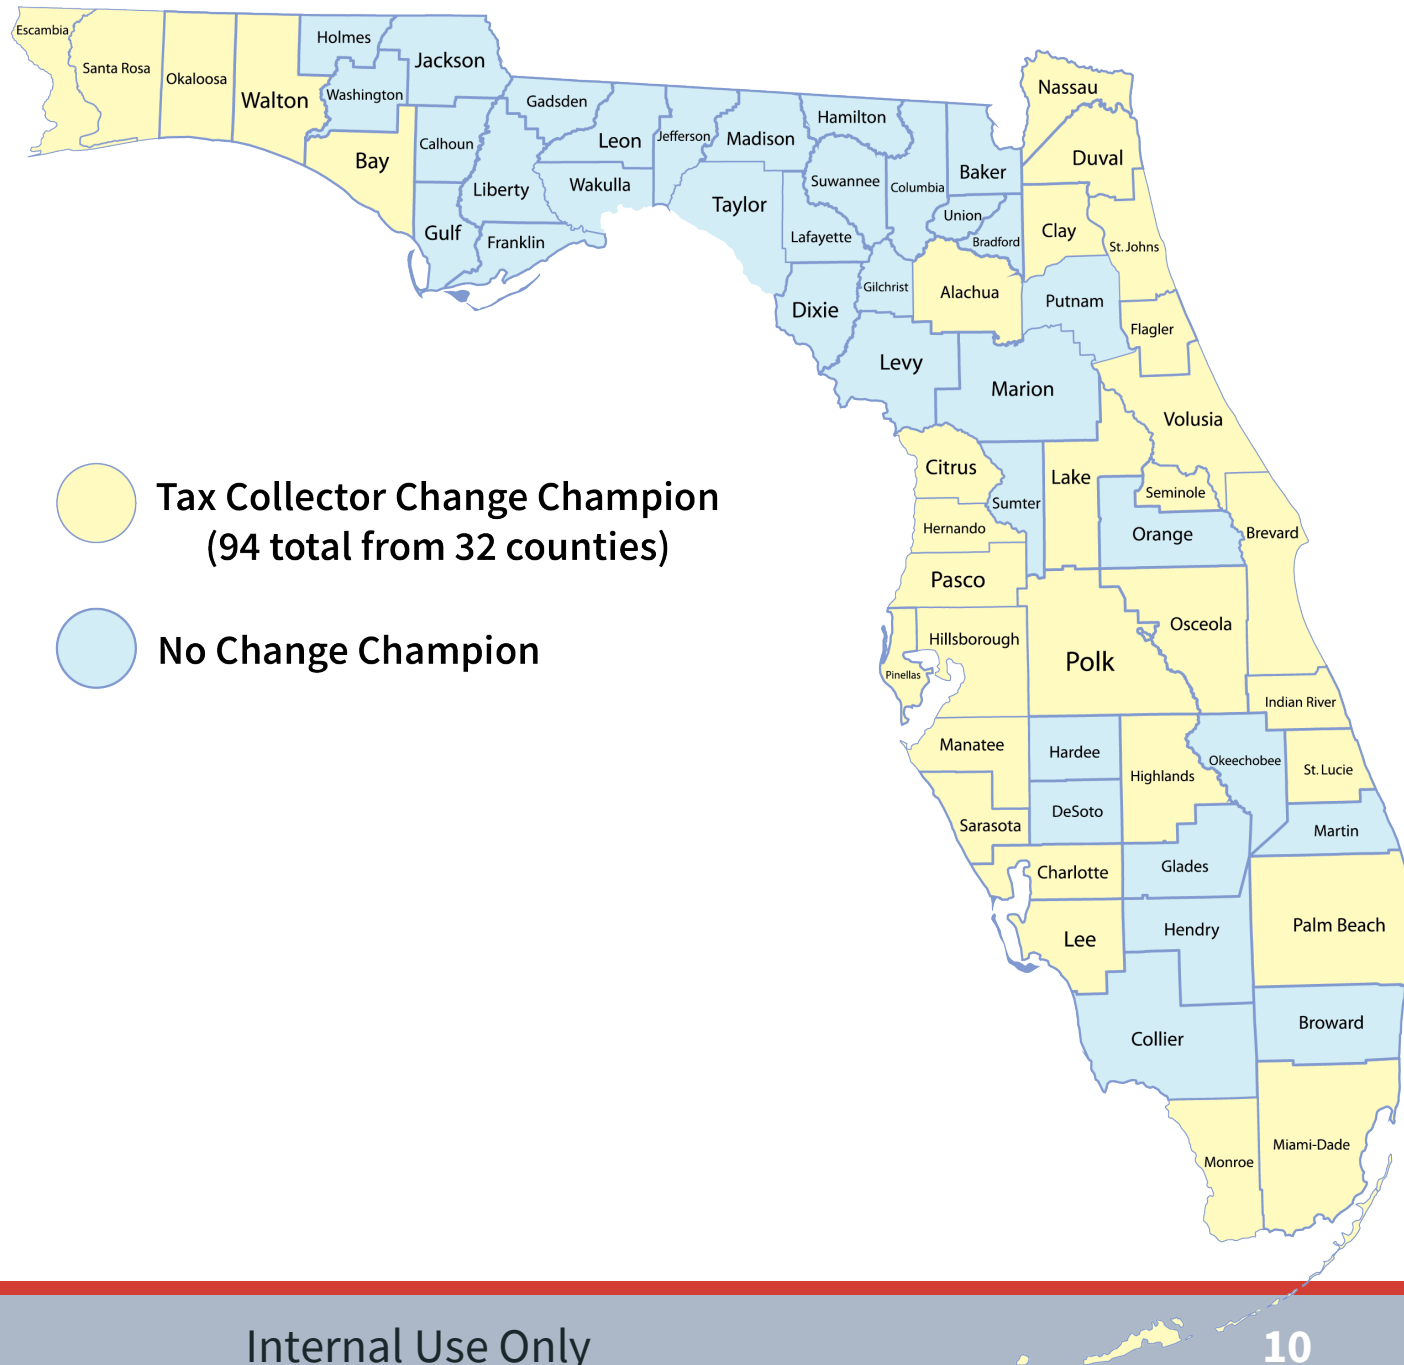 Escambia
Santa Rosa
Okaloosa
Walton
Holmes
Jackson
Washington
Bay
Calhoun
Gulf
Gadsden
Liberty
Franklin
Leon
Wakulla
Jefferson
Madison
Taylor
Hamilton
Suwannee
Lafayette
Columbia
Baker
Union
Bradford
Nassau
Duval
Clay
St. Johns
Dixie
Gilchrist
Alachua
Putnam
Flagler
Levy
Marion
Volusia
Citrus
Sumter
Lake
Seminole
Orange
Brevard
Hernando
Pasco
Hillsborough
Pinellas
Polk
Osceola
Indian River
Manatee
Hardee
Highlands
Okeechobee
St. Lucie
Sarasota
DeSoto
Martin
Charlotte
Glades
Lee
Hendry
Palm Beach
Collier
Broward
Monroe
Miami-Dade
Tax Collector Change Champion
(94 total from 32 counties)
No Change Champion
Internal Use Only
10